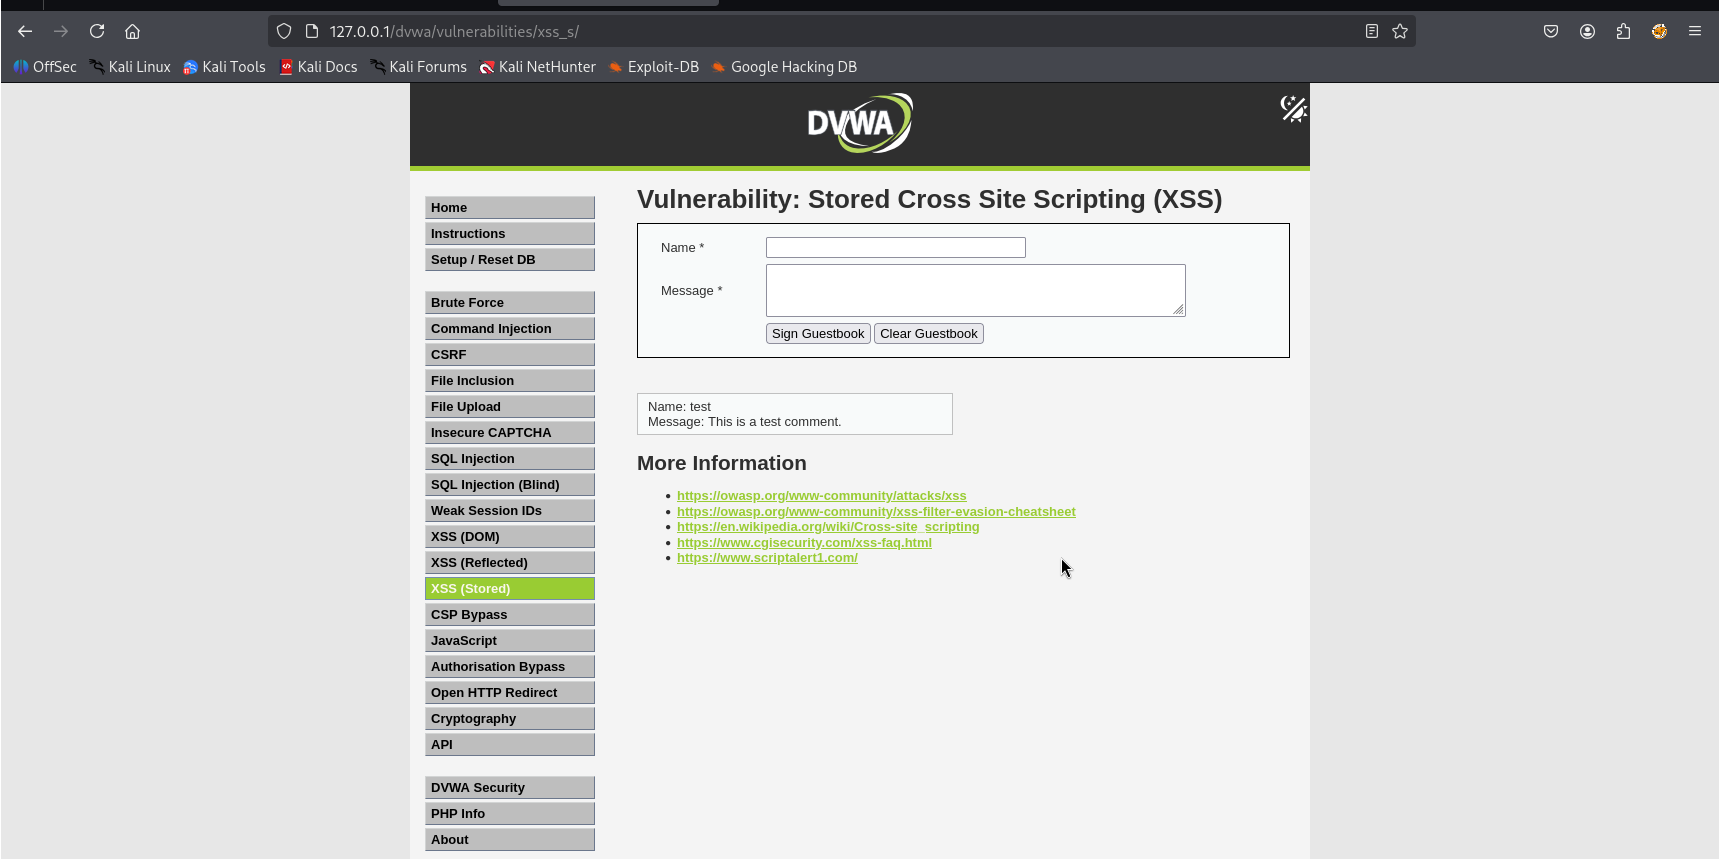 127.0.0.1/dvwa/vulnerabilities/xss_s/
OffSec Kali Linux Kali Tools Kali Docs Kali Forums Kali NetHunter Exploit-DB Google Hacking DB
DVWA
Home
Instructions
Setup / Reset DB
Brute Force
Command Injection
CSRF
File Inclusion
File Upload
Insecure CAPTCHA
SQL Injection
SQL Injection (Blind)
Weak Session IDs
XSS (DOM)
XSS (Reflected)
XSS (Stored)
CSP Bypass
JavaScript
Authorisation Bypass
Open HTTP Redirect
Cryptography
API
DVWA Security
PHP Info
About
Vulnerability: Stored Cross Site Scripting (XSS)
Name *
Message *
Sign Guestbook Clear Guestbook
Name: test
Message: This is a test comment.
More Information
https://owasp.org/www-community/attacks/xss
https://owasp.org/www-community/xss-filter-evasion-cheatsheet
https://en.wikipedia.org/wiki/Cross-site_scripting
https://www.cgisecurity.com/xss-faq.html
https://www.scriptalert1.com/